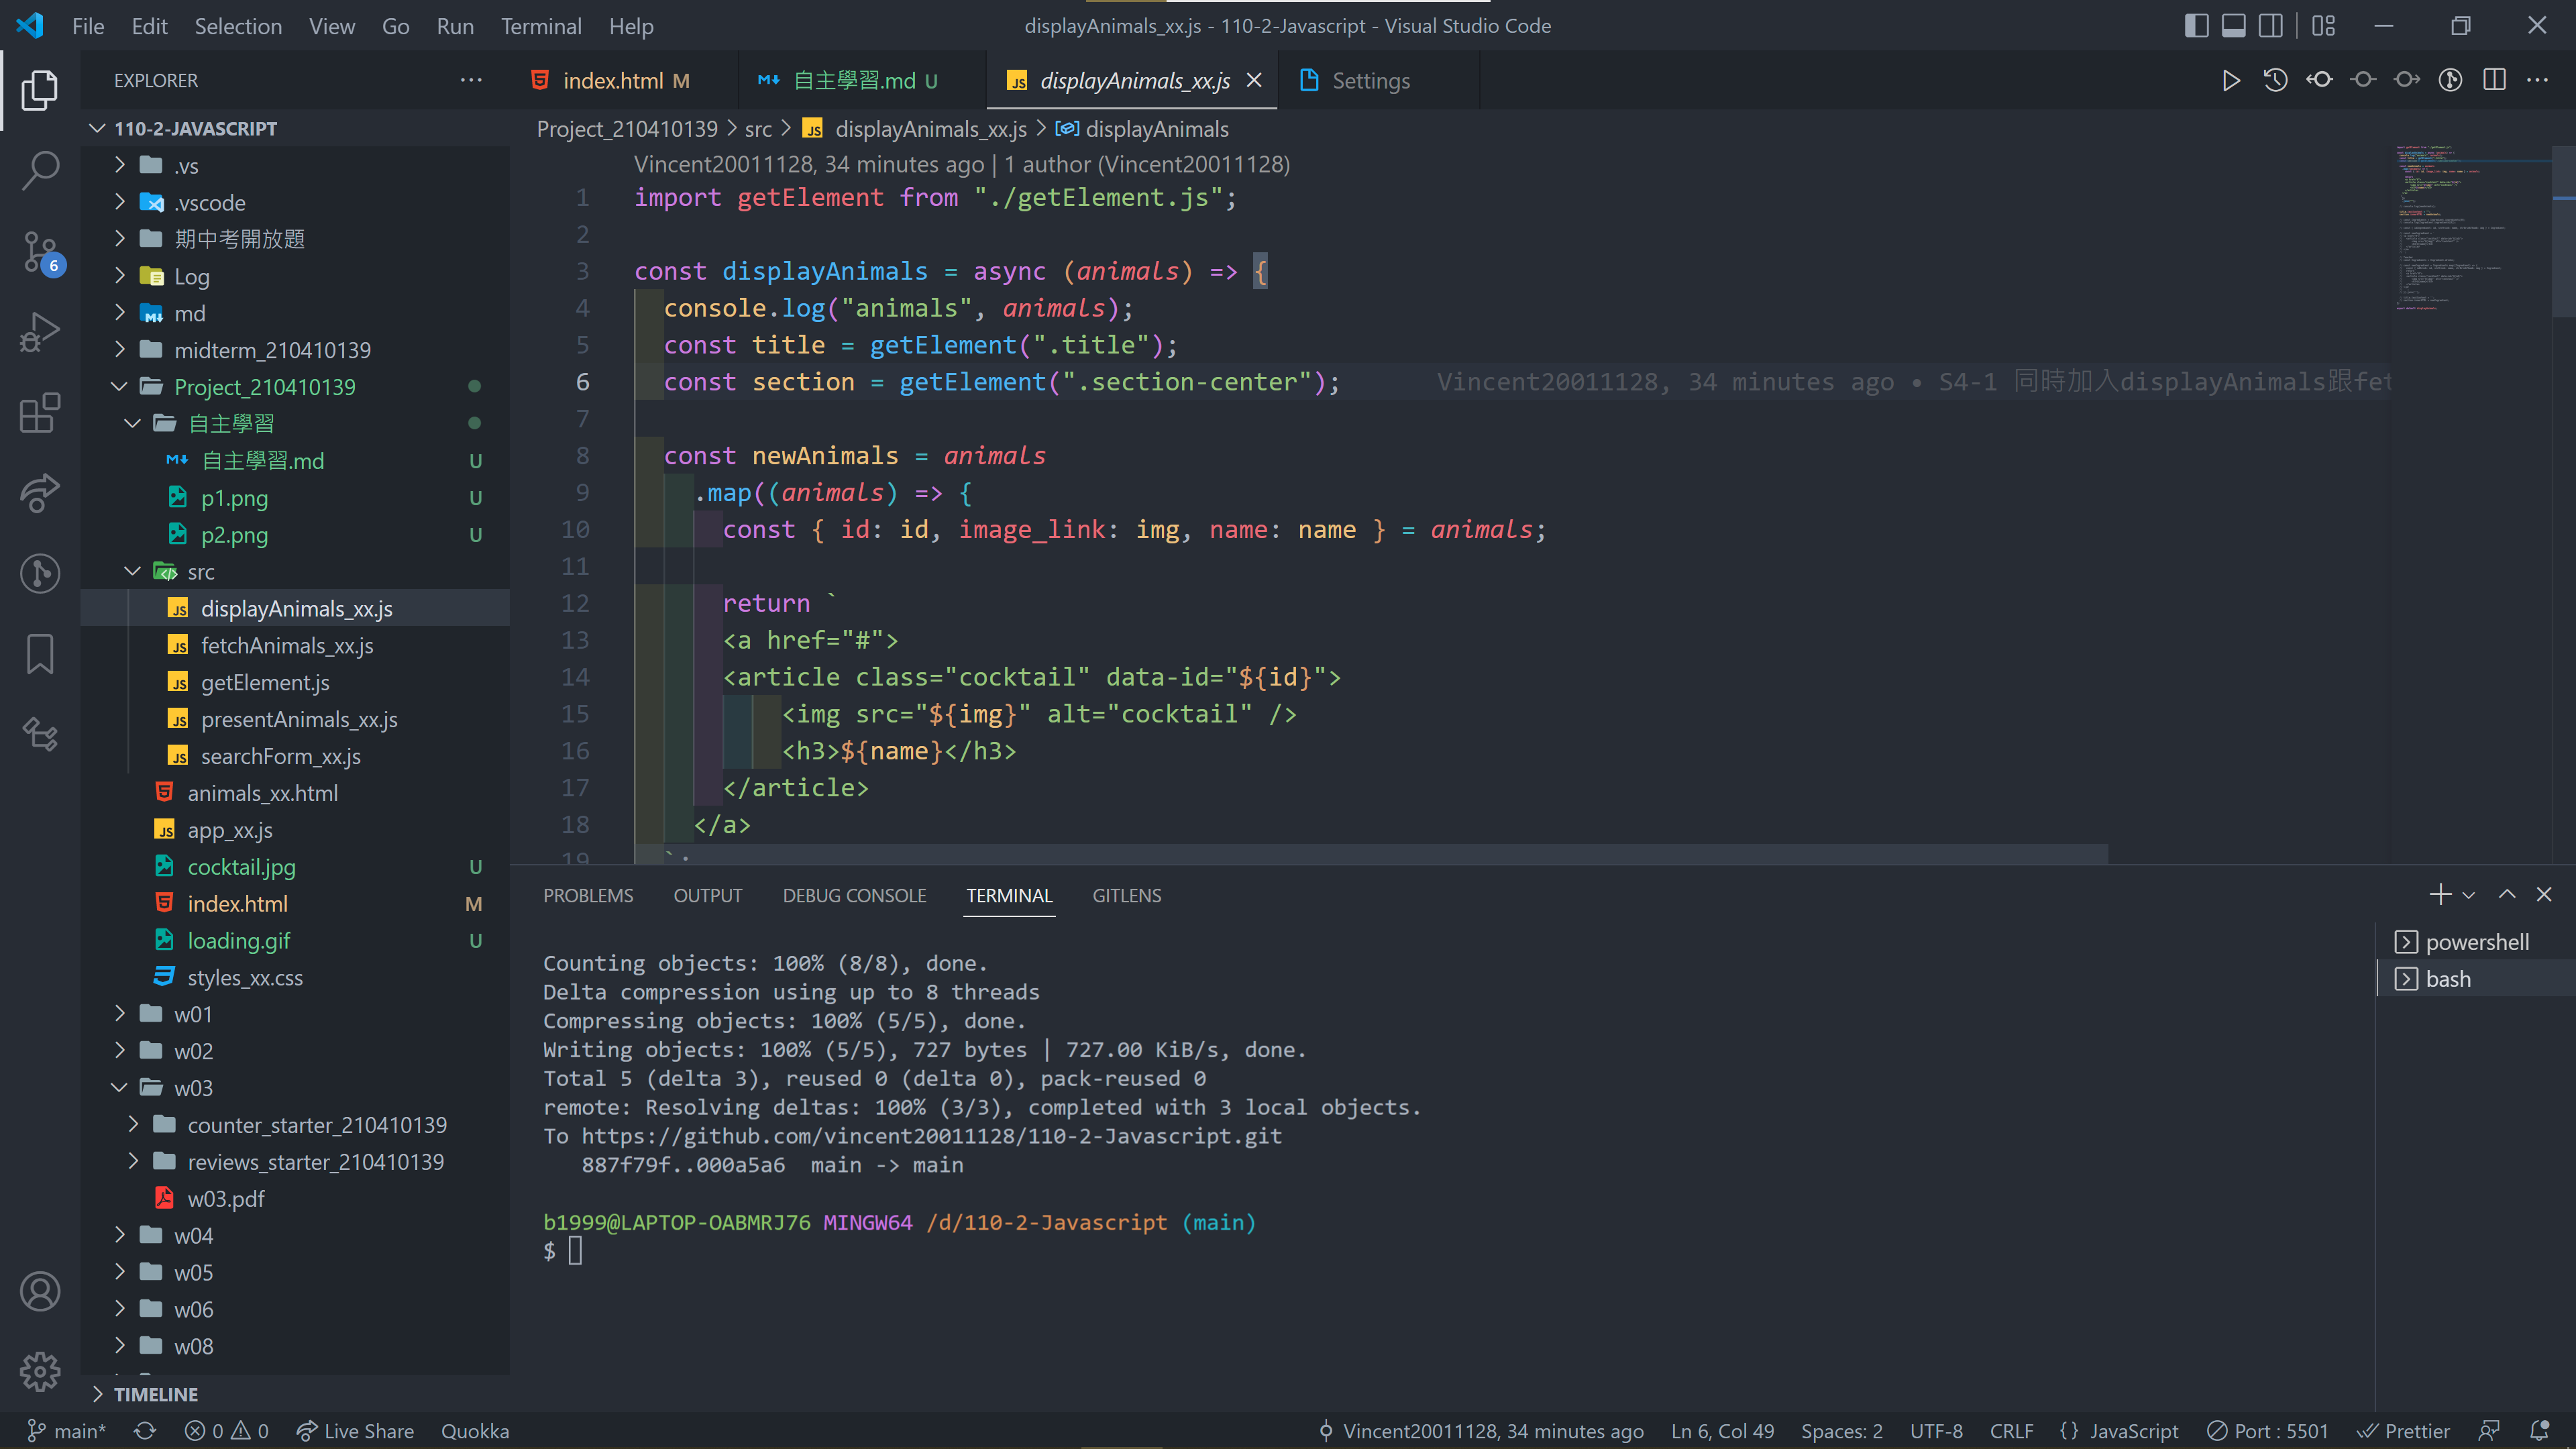 File Edit Selection View Go Run Terminal Help
displayAnimals_xx.js - 110-2-Javascript - Visual Studio Code
EXPLORER
110-2-JAVASCRIPT
.vs
.vscode
期中考開放題
Log
md
midterm_210410139
Project_210410139
自主學習
自主學習.md U
p1.png U
p2.png U
src
displayAnimals_xx.js
fetchAnimals_xx.js
getElement.js
presentAnimals_xx.js
searchForm_xx.js
animals_xx.html
app_xx.js
cocktail.jpg U
index.html M
loading.gif U
styles_xx.css
w01
w02
w03
counter_starter_210410139
reviews_starter_210410139
w03.pdf
w04
w05
w06
w08
TIMELINE
6
index.html M
自主學習.md U
displayAnimals_xx.js
Settings
Project_210410139 > src > JS displayAnimals_xx.js > displayAnimals
Vincent20011128, 34 minutes ago | 1 author (Vincent20011128)
1 import getElement from "./getElement.js";
2
3 const displayAnimals = async (animals) => {
4 console.log("animals", animals);
5 const title = getElement(".title");
6 const section = getElement(".section-center"); Vincent20011128, 34 minutes ago • S4-1 同時加入displayAnimals跟fet
7
8 const newAnimals = animals
9 .map((animals) => {
10 const { id: id, image_link: img, name: name } = animals;
11
12 return `
13 <a href="#">
14 <article class="cocktail" data-id="${id}">
15 <img src="${img}" alt="cocktail" />
16 <h3>${name}</h3>
17 </article>
18 </a>
19 `;
PROBLEMS OUTPUT DEBUG CONSOLE TERMINAL GITLENS
Counting objects: 100% (8/8), done.
Delta compression using up to 8 threads
Compressing objects: 100% (5/5), done.
Writing objects: 100% (5/5), 727 bytes | 727.00 KiB/s, done.
Total 5 (delta 3), reused 0 (delta 0), pack-reused 0
remote: Resolving deltas: 100% (3/3), completed with 3 local objects.
To https://github.com/vincent20011128/110-2-Javascript.git
887f79f..000a5a6 main -> main
b1999@LAPTOP-OABMRJ76 MINGW64 /d/110-2-Javascript (main)
$
powershell
bash
main* 0 0 Live Share Quokka
Vincent20011128, 34 minutes ago Ln 6, Col 49 Spaces: 2 UTF-8 CRLF {} JavaScript Port : 5501 Prettier